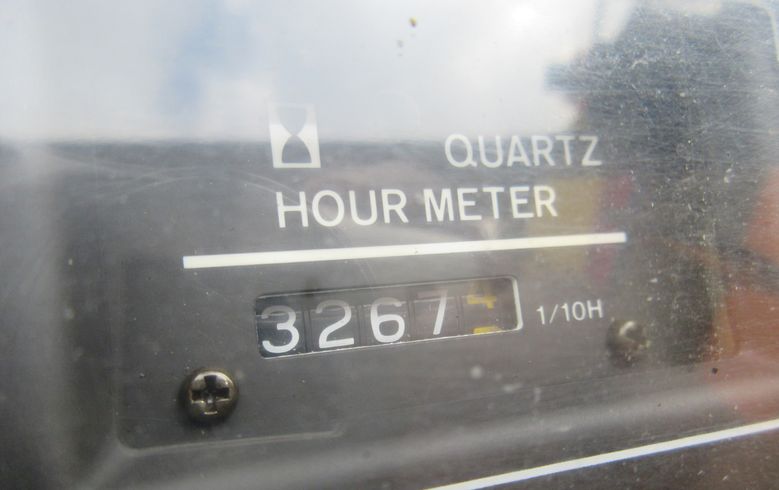 QUARTZ
HOUR METER
3267
1/10H